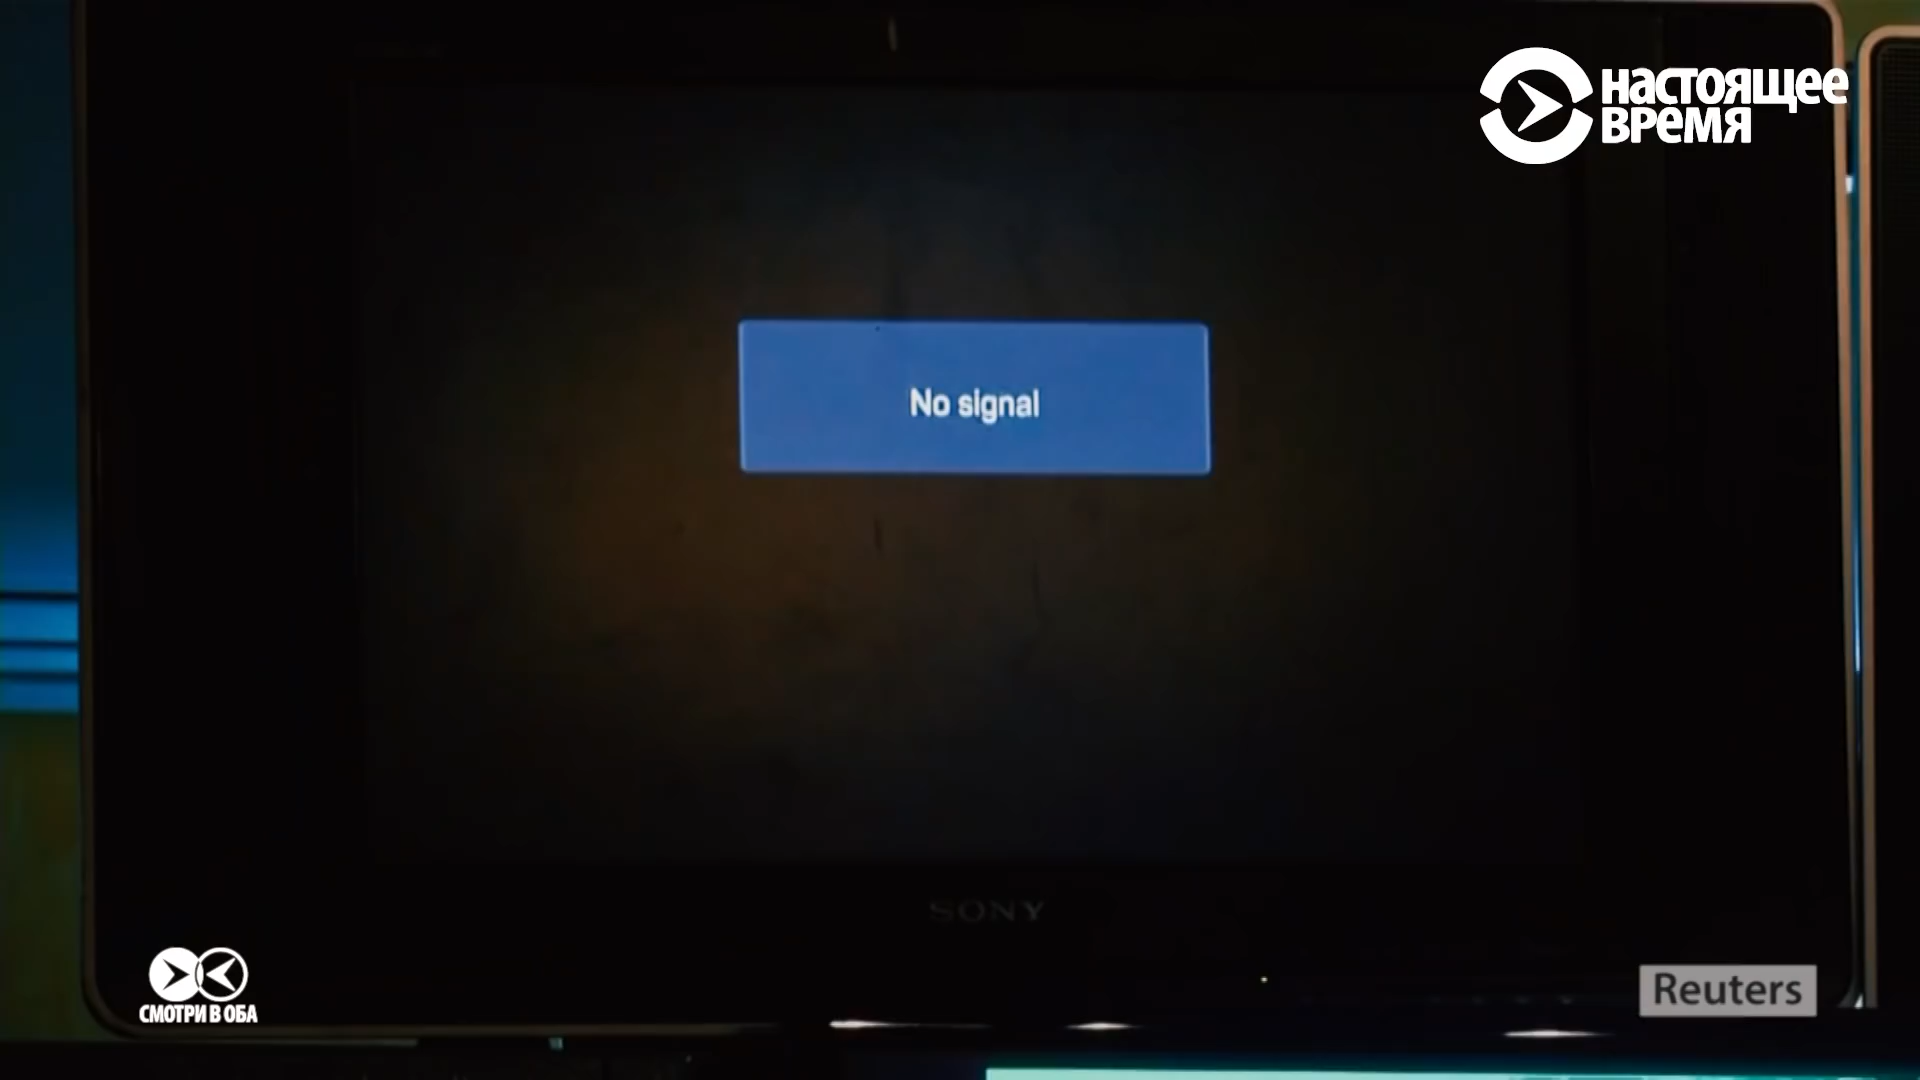 настоящее
время
No signal
SONY
Reuters
СМОТРИ В ОБА